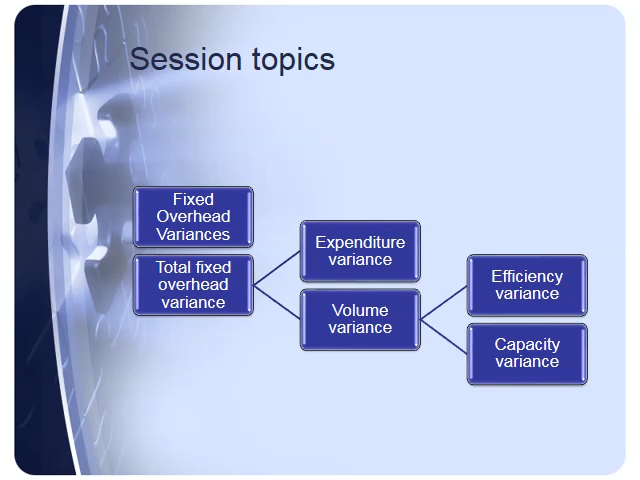 Session topics
Fixed
Overhead
Variances
Total fixed
overhead
variance
Expenditure
variance
Volume
variance
Efficiency
variance
Capacity
variance